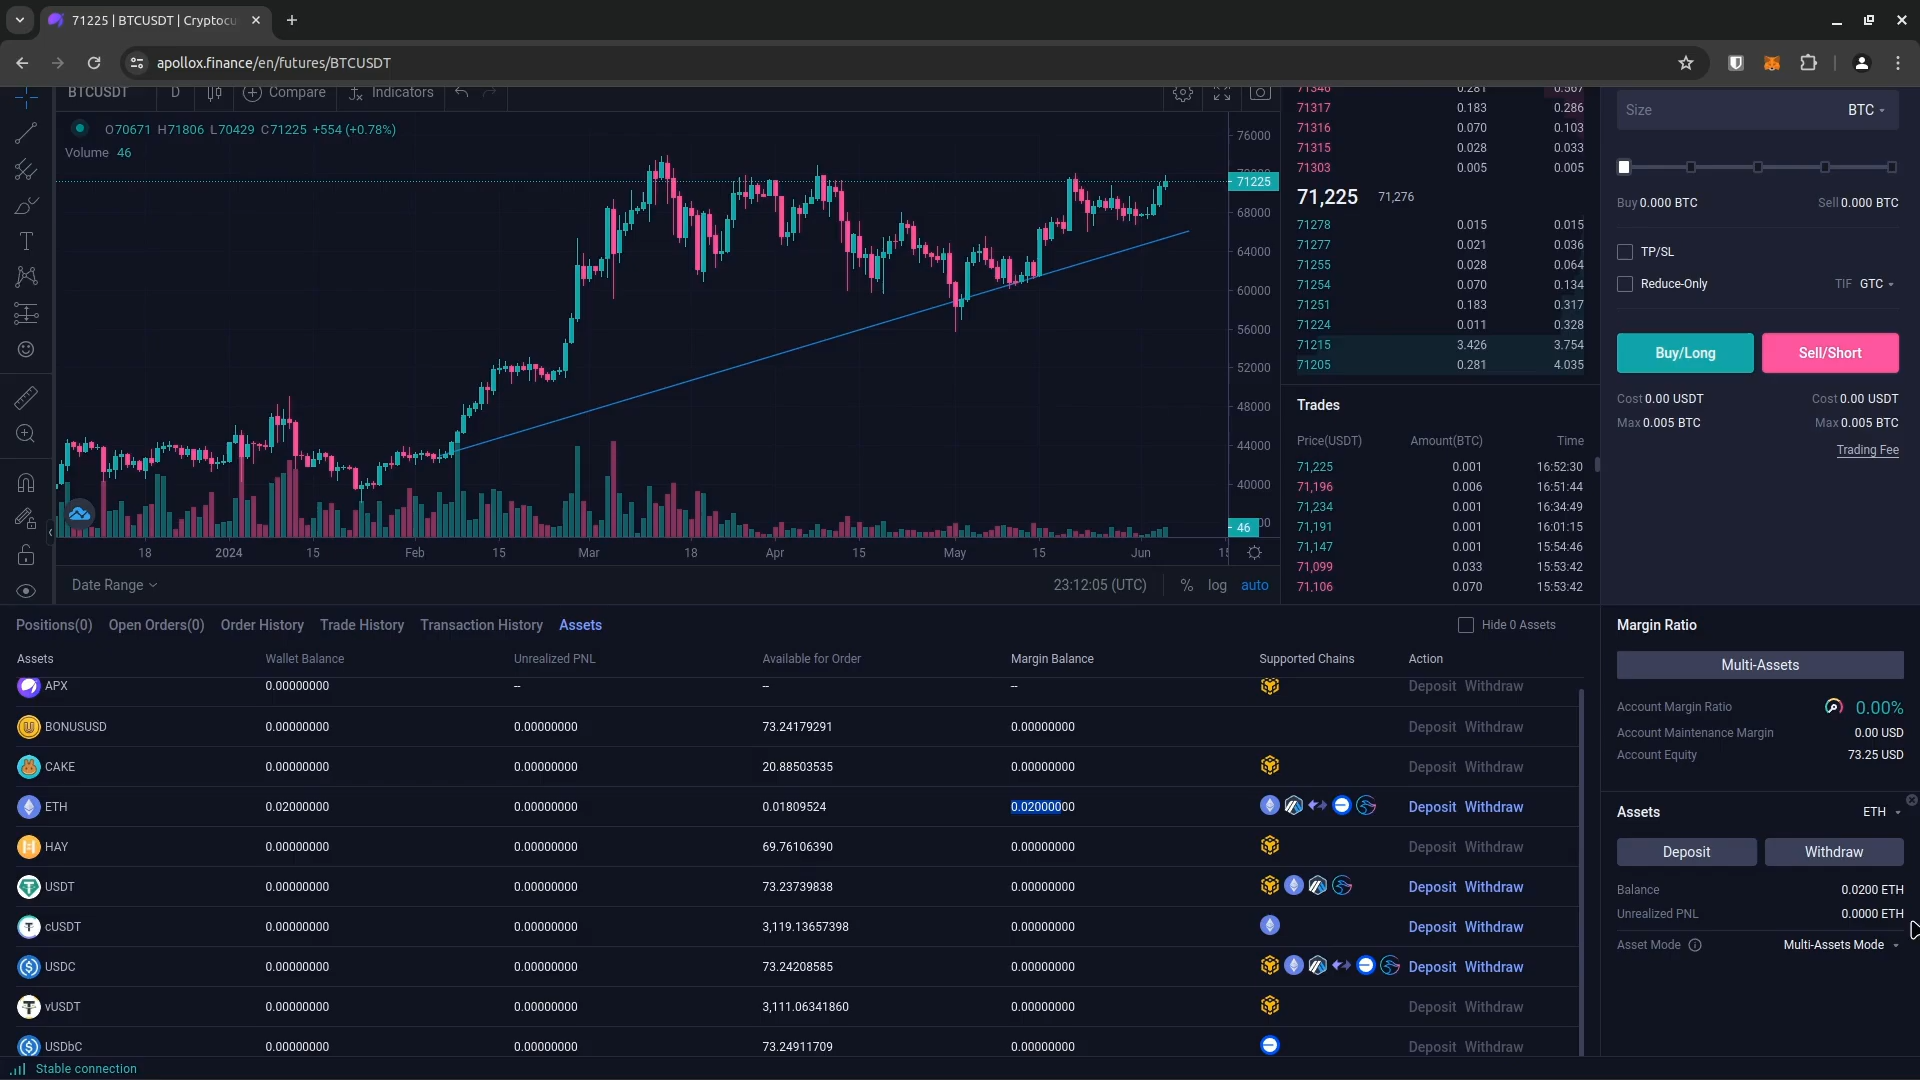 71225 | BTCUSDT | Cryptocu
apollox.finance/en/futures/BTCUSDT
BTCUSDT D Compare Indicators
O70671 H71806 L70429 C71225 +554 (+0.78%)
Volume 46
76000
71225
68000
64000
60000
56000
52000
48000
44000
40000
46
18 2024 15 Feb 15 Mar 18 Apr 15 May 15 Jun
Date Range
23:12:05 (UTC) % log auto
71346 0.281 0.567
71317 0.183 0.286
71316 0.070 0.103
71315 0.028 0.033
71303 0.005 0.005
71,225 71,276
71278 0.015 0.015
71277 0.021 0.036
71255 0.028 0.064
71254 0.070 0.134
71251 0.183 0.317
71224 0.011 0.328
71215 3.426 3.754
71205 0.281 4.035
Trades
Price(USDT) Amount(BTC) Time
71,225 0.001 16:52:30
71,196 0.006 16:51:44
71,234 0.001 16:34:49
71,191 0.001 16:01:15
71,147 0.001 15:54:46
71,099 0.033 15:53:42
71,106 0.070 15:53:42
Size BTC
Buy 0.000 BTC Sell 0.000 BTC
TP/SL
Reduce-Only TIF GTC
Buy/Long Sell/Short
Cost 0.00 USDT Cost 0.00 USDT
Max 0.005 BTC Max 0.005 BTC
Trading Fee
Positions(0) Open Orders(0) Order History Trade History Transaction History Assets Hide 0 Assets
Assets Wallet Balance Unrealized PNL Available for Order Margin Balance Supported Chains Action
APX 0.00000000 -- -- -- Deposit Withdraw
BONUSUSD 0.00000000 0.00000000 73.24179291 0.00000000 Deposit Withdraw
CAKE 0.00000000 0.00000000 20.88503535 0.00000000 Deposit Withdraw
ETH 0.02000000 0.00000000 0.01809524 0.02000000 Deposit Withdraw
HAY 0.00000000 0.00000000 69.76106390 0.00000000 Deposit Withdraw
USDT 0.00000000 0.00000000 73.23739838 0.00000000 Deposit Withdraw
cUSDT 0.00000000 0.00000000 3,119.13657398 0.00000000 Deposit Withdraw
USDC 0.00000000 0.00000000 73.24208585 0.00000000 Deposit Withdraw
vUSDT 0.00000000 0.00000000 3,111.06341860 0.00000000 Deposit Withdraw
USDbC 0.00000000 0.00000000 73.24911709 0.00000000 Deposit Withdraw
Margin Ratio
Multi-Assets
Account Margin Ratio 0.00%
Account Maintenance Margin 0.00 USD
Account Equity 73.25 USD
Assets ETH
Deposit Withdraw
Balance 0.0200 ETH
Unrealized PNL 0.0000 ETH
Asset Mode Multi-Assets Mode
Stable connection